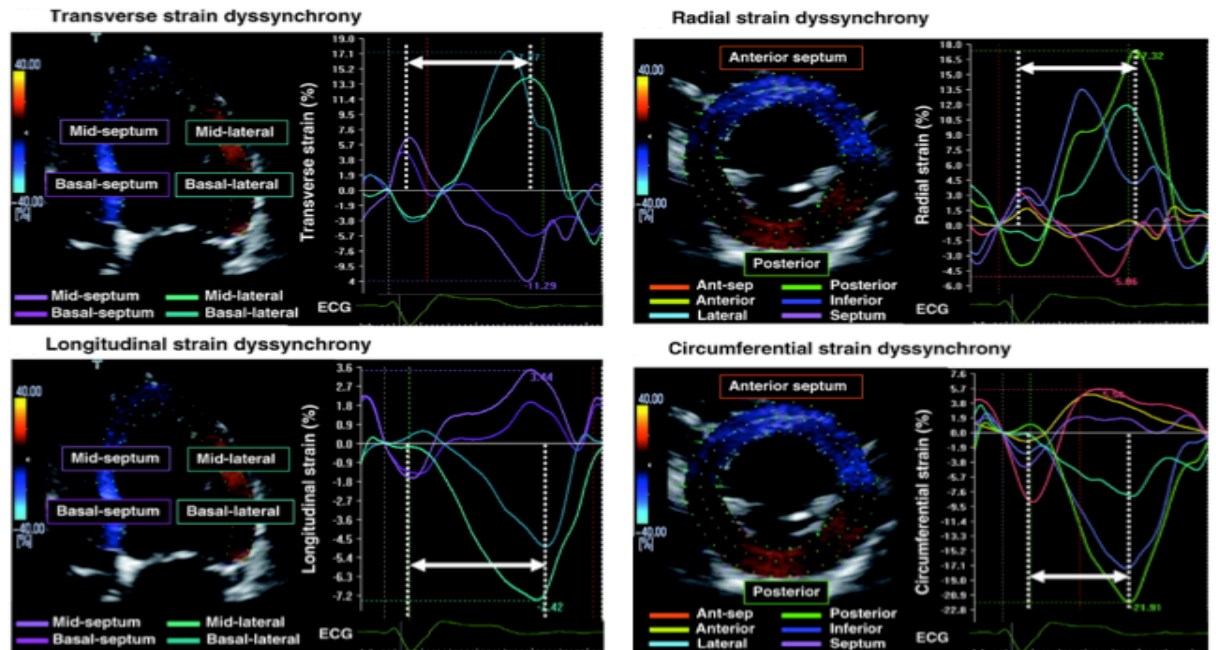 Transverse strain dyssynchrony
T
40.00
-40.00
[%]
Mid-septum
Mid-lateral
Basal-septum
Basal-lateral
Mid-septum
Mid-lateral
Basal-septum
Basal-lateral
Transverse strain (%)
19.0
17.1
15.2
13.3
11.4
9.5
7.6
5.7
3.8
1.9
0.0
-1.9
-3.8
-5.7
-7.6
-9.5
-11.29
ECG
Radial strain dyssynchrony
40.00
-40.00
[%]
Anterior septum
Posterior
Ant-sep
Posterior
Anterior
Inferior
Lateral
Septum
Radial strain (%)
18.0
16.5
15.0
13.5
12.0
10.5
9.0
7.5
6.0
4.5
3.0
1.5
0.0
-1.5
-3.0
-4.5
-6.0
-5.06
ECG
Longitudinal strain dyssynchrony
T
40.00
-40.00
[%]
Mid-septum
Mid-lateral
Basal-septum
Basal-lateral
Mid-septum
Mid-lateral
Basal-septum
Basal-lateral
Longitudinal strain (%)
3.6
2.7
1.8
0.9
0.0
-0.9
-1.8
-2.7
-3.6
-4.5
-5.4
-6.3
-7.2
3.44
ECG
Circumferential strain dyssynchrony
40.00
-40.00
[%]
Anterior septum
Posterior
Ant-sep
Posterior
Anterior
Inferior
Lateral
Septum
Circumferential strain (%)
7.6
5.7
3.8
1.9
0.0
-1.9
-3.8
-5.7
-7.6
-9.5
-11.4
-13.3
-15.2
-17.1
-19.0
-20.9
-22.8
-21.91
ECG